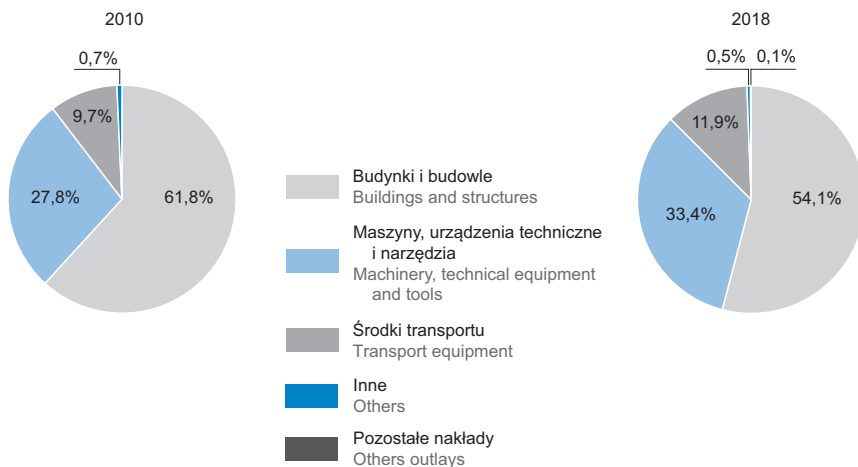 2010
0,7%
9,7%
27,8%
61,8%
Budynki i budowle
Buildings and structures
Maszyny, urządzenia techniczne
i narzędzia
Machinery, technical equipment
and tools
Środki transportu
Transport equipment
Inne
Others
Pozostałe nakłady
Others outlays
2018
0,5% 0,1%
11,9%
33,4%
54,1%